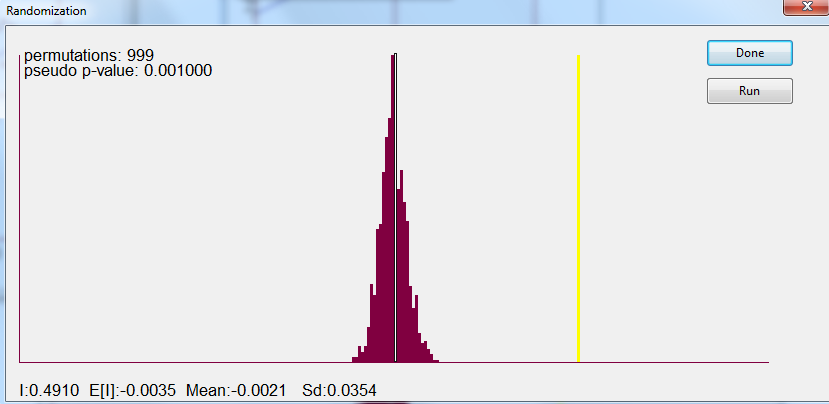 Randomization
permutations: 999
pseudo p-value: 0.001000
Done
Run
I:0.4910 E[I]:-0.0035 Mean:-0.0021 Sd:0.0354